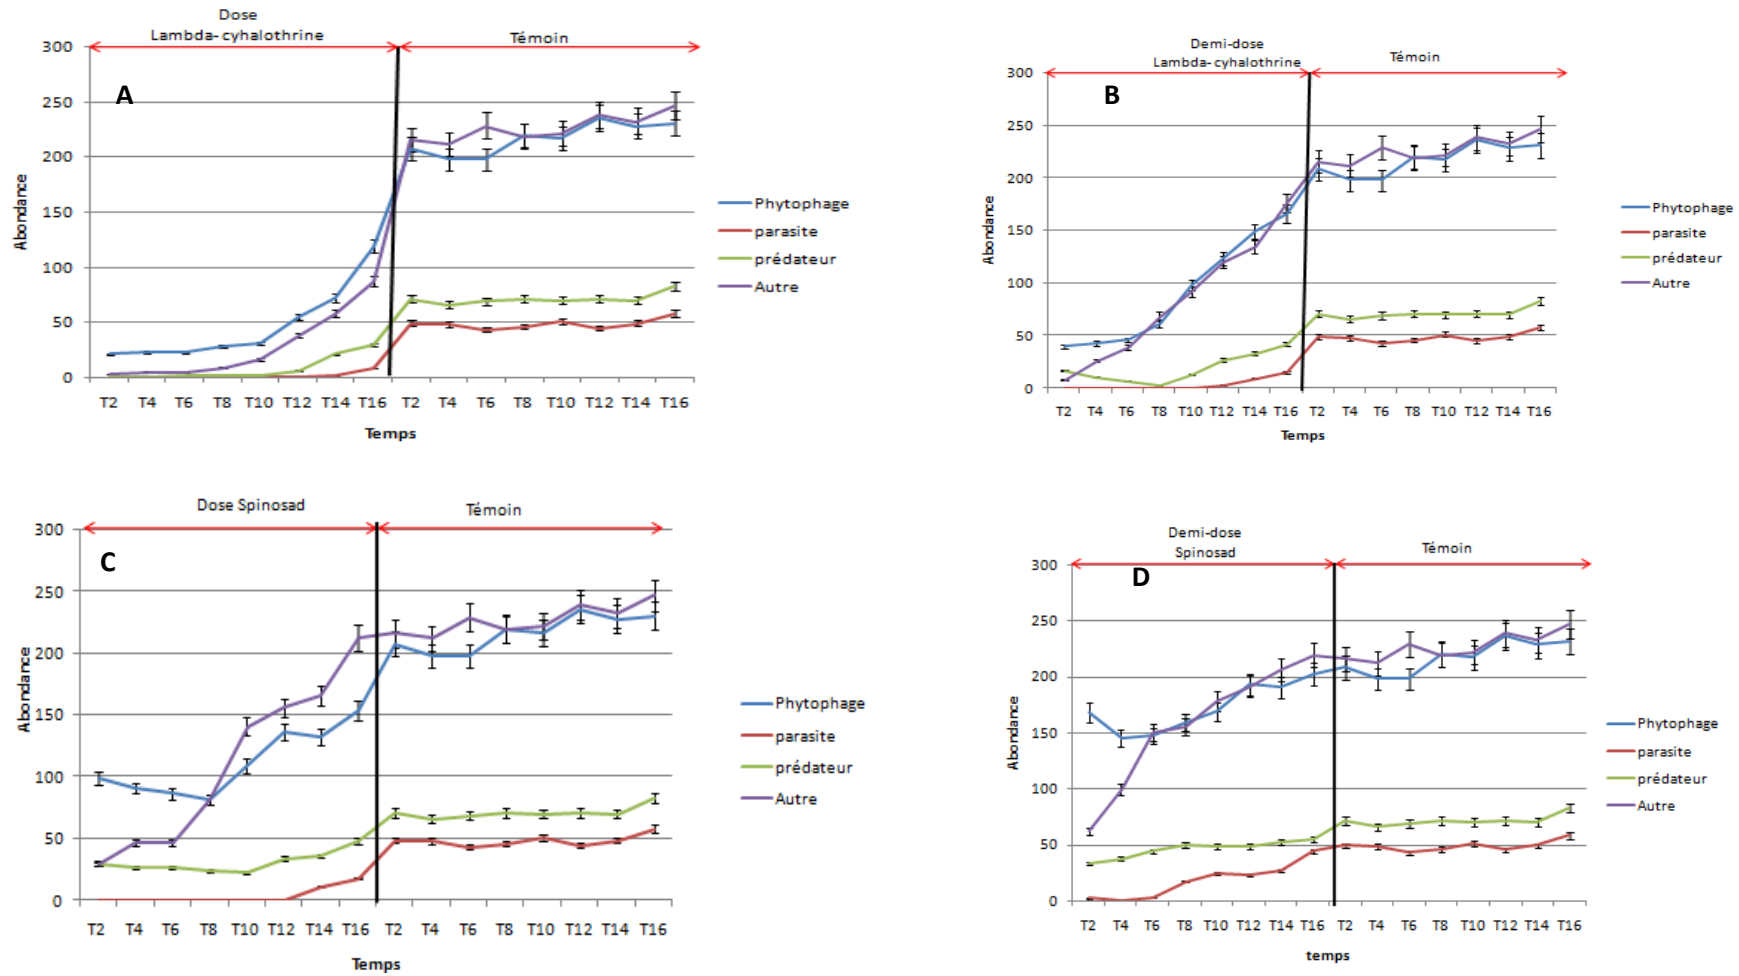 Dose
Lambda- cyhalothrine
Témoin
A
300
250
200
150
100
50
0
Abondance
T2 T4 T6 T8 T10 T12 T14 T16 T2 T4 T6 T8 T10 T12 T14 T16
Temps
Phytophage
parasite
prédateur
Autre
Demi-dose
Lambda- cyhalothrine
Témoin
B
300
250
200
150
100
50
0
Abondance
T2 T4 T6 T8 T10 T12 T14 T16 T2 T4 T6 T8 T10 T12 T14 T16
Temps
Phytophage
parasite
prédateur
Autre
Dose Spinosad
Témoin
C
300
250
200
150
100
50
0
Abondance
T2 T4 T6 T8 T10 T12 T14 T16 T2 T4 T6 T8 T10 T12 T14 T16
Temps
Phytophage
parasite
prédateur
Autre
Demi-dose
Spinosad
Témoin
D
300
250
200
150
100
50
0
Abondance
T2 T4 T6 T8 T10 T12 T14 T16 T2 T4 T6 T8 T10 T12 T14 T16
temps
Phytophage
parasite
prédateur
Autre